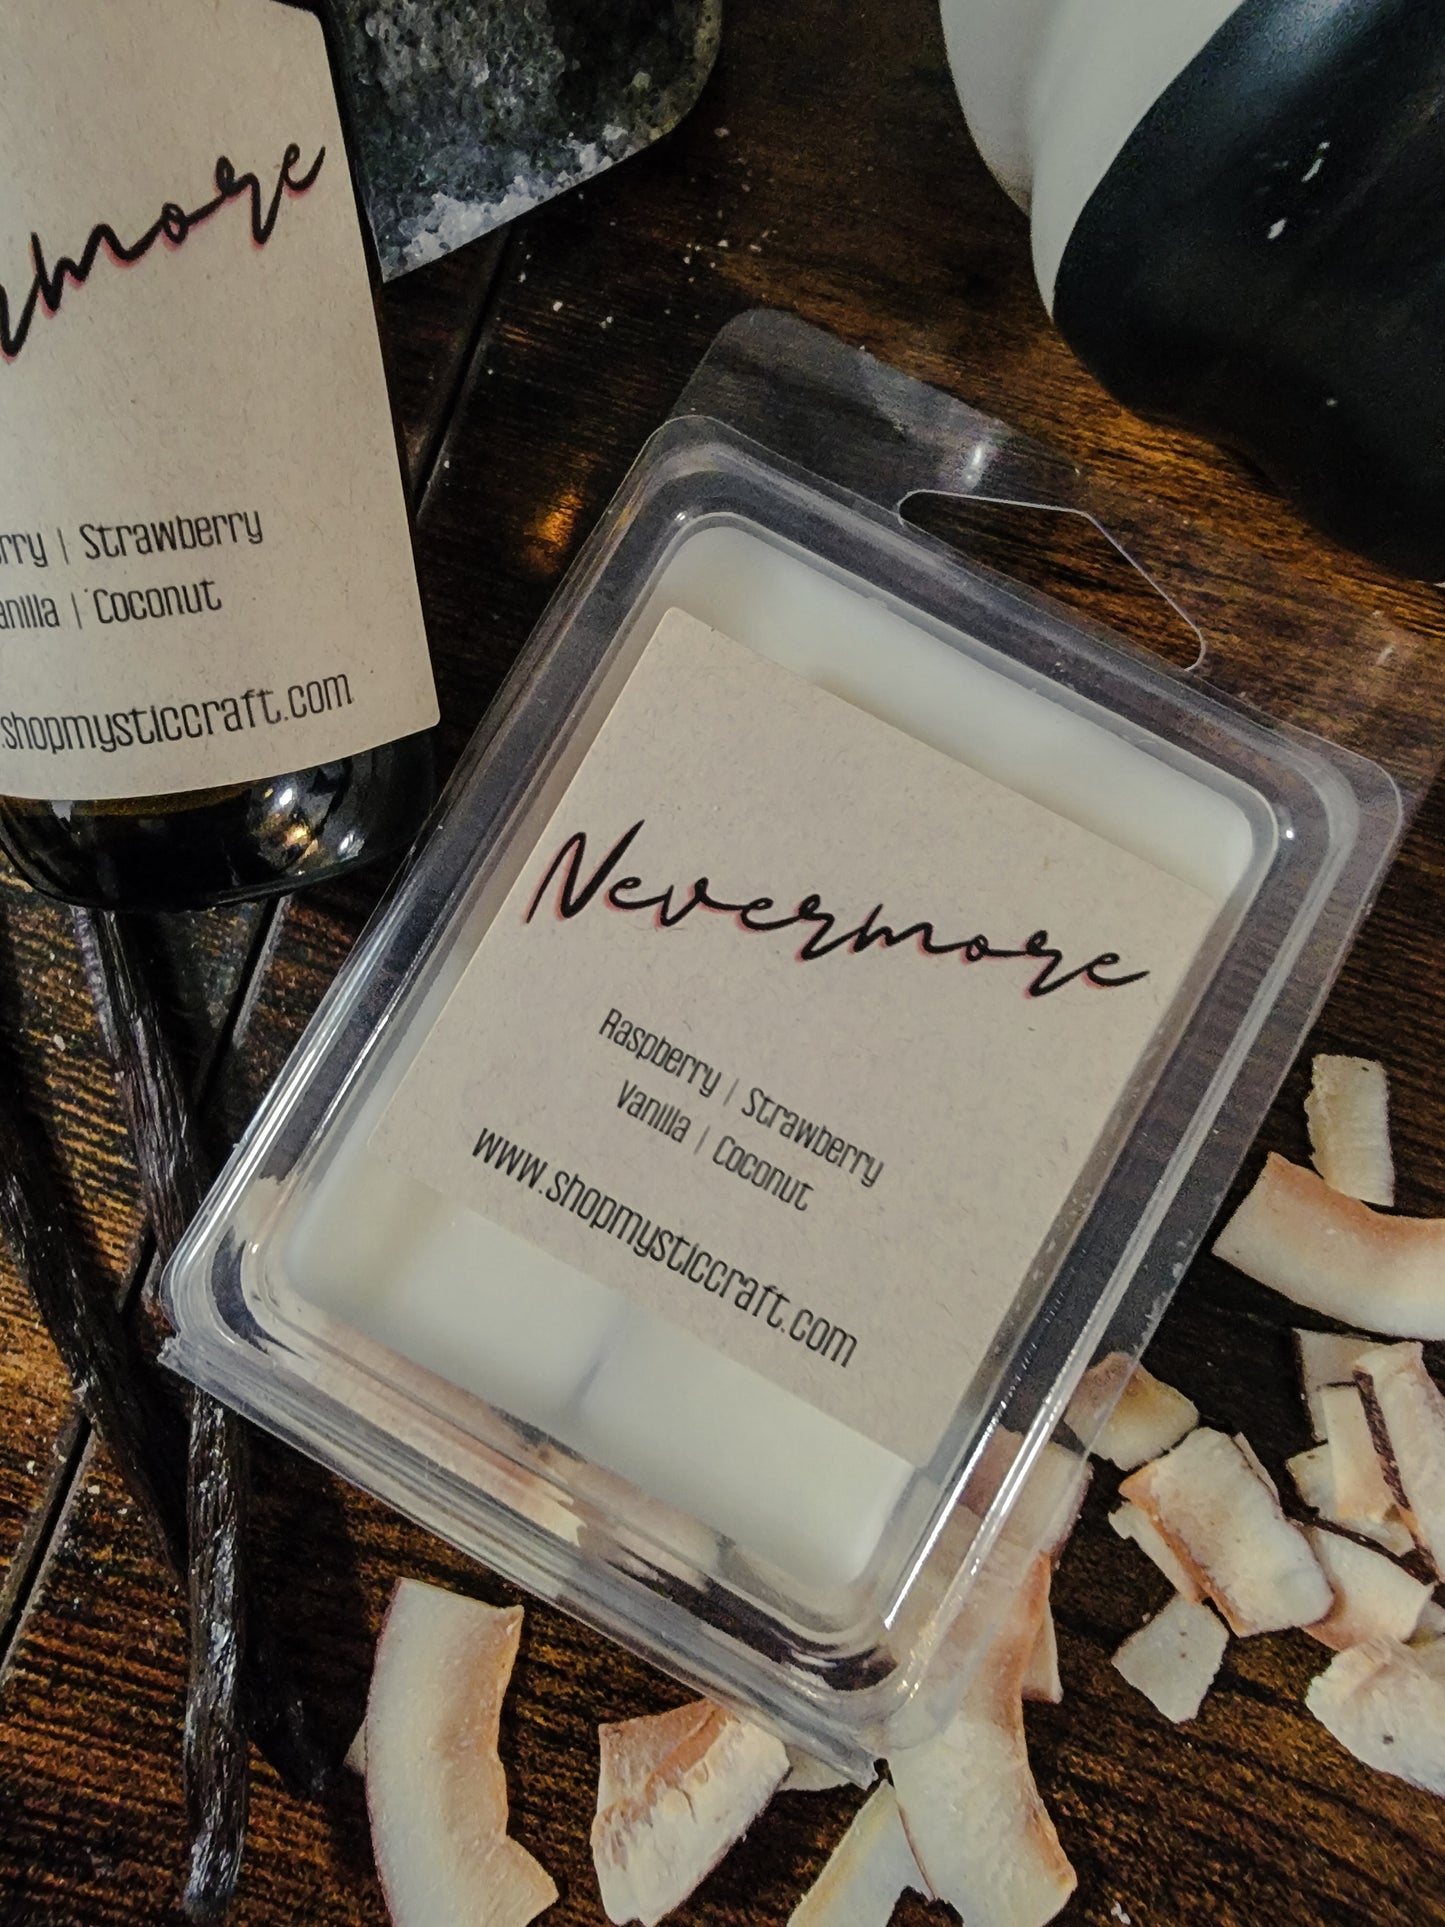 rmore
rry | Strawberry
anilla | Coconut
.shopmysticcraft.com
Nevermore
Raspberry | Strawberry
Vanilla | Coconut
www.shopmysticcraft.com